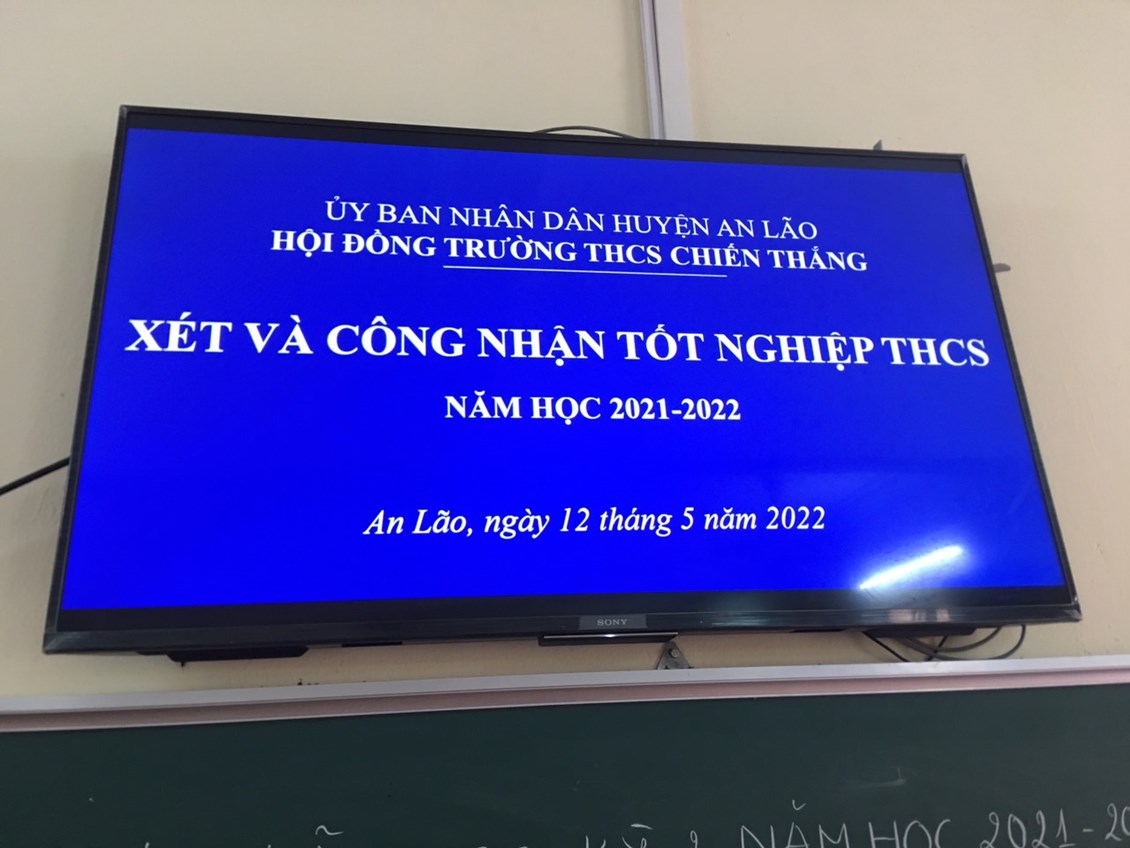 ỦY BAN NHÂN DÂN HUYỆN AN LÃO
HỘI ĐỒNG TRƯỜNG THCS CHIẾN THẮNG
XÉT VÀ CÔNG NHẬN TỐT NGHIỆP THCS
NĂM HỌC 2021-2022
An Lão, ngày 12 tháng 5 năm 2022
SONY
NĂM HỌC 2021-20